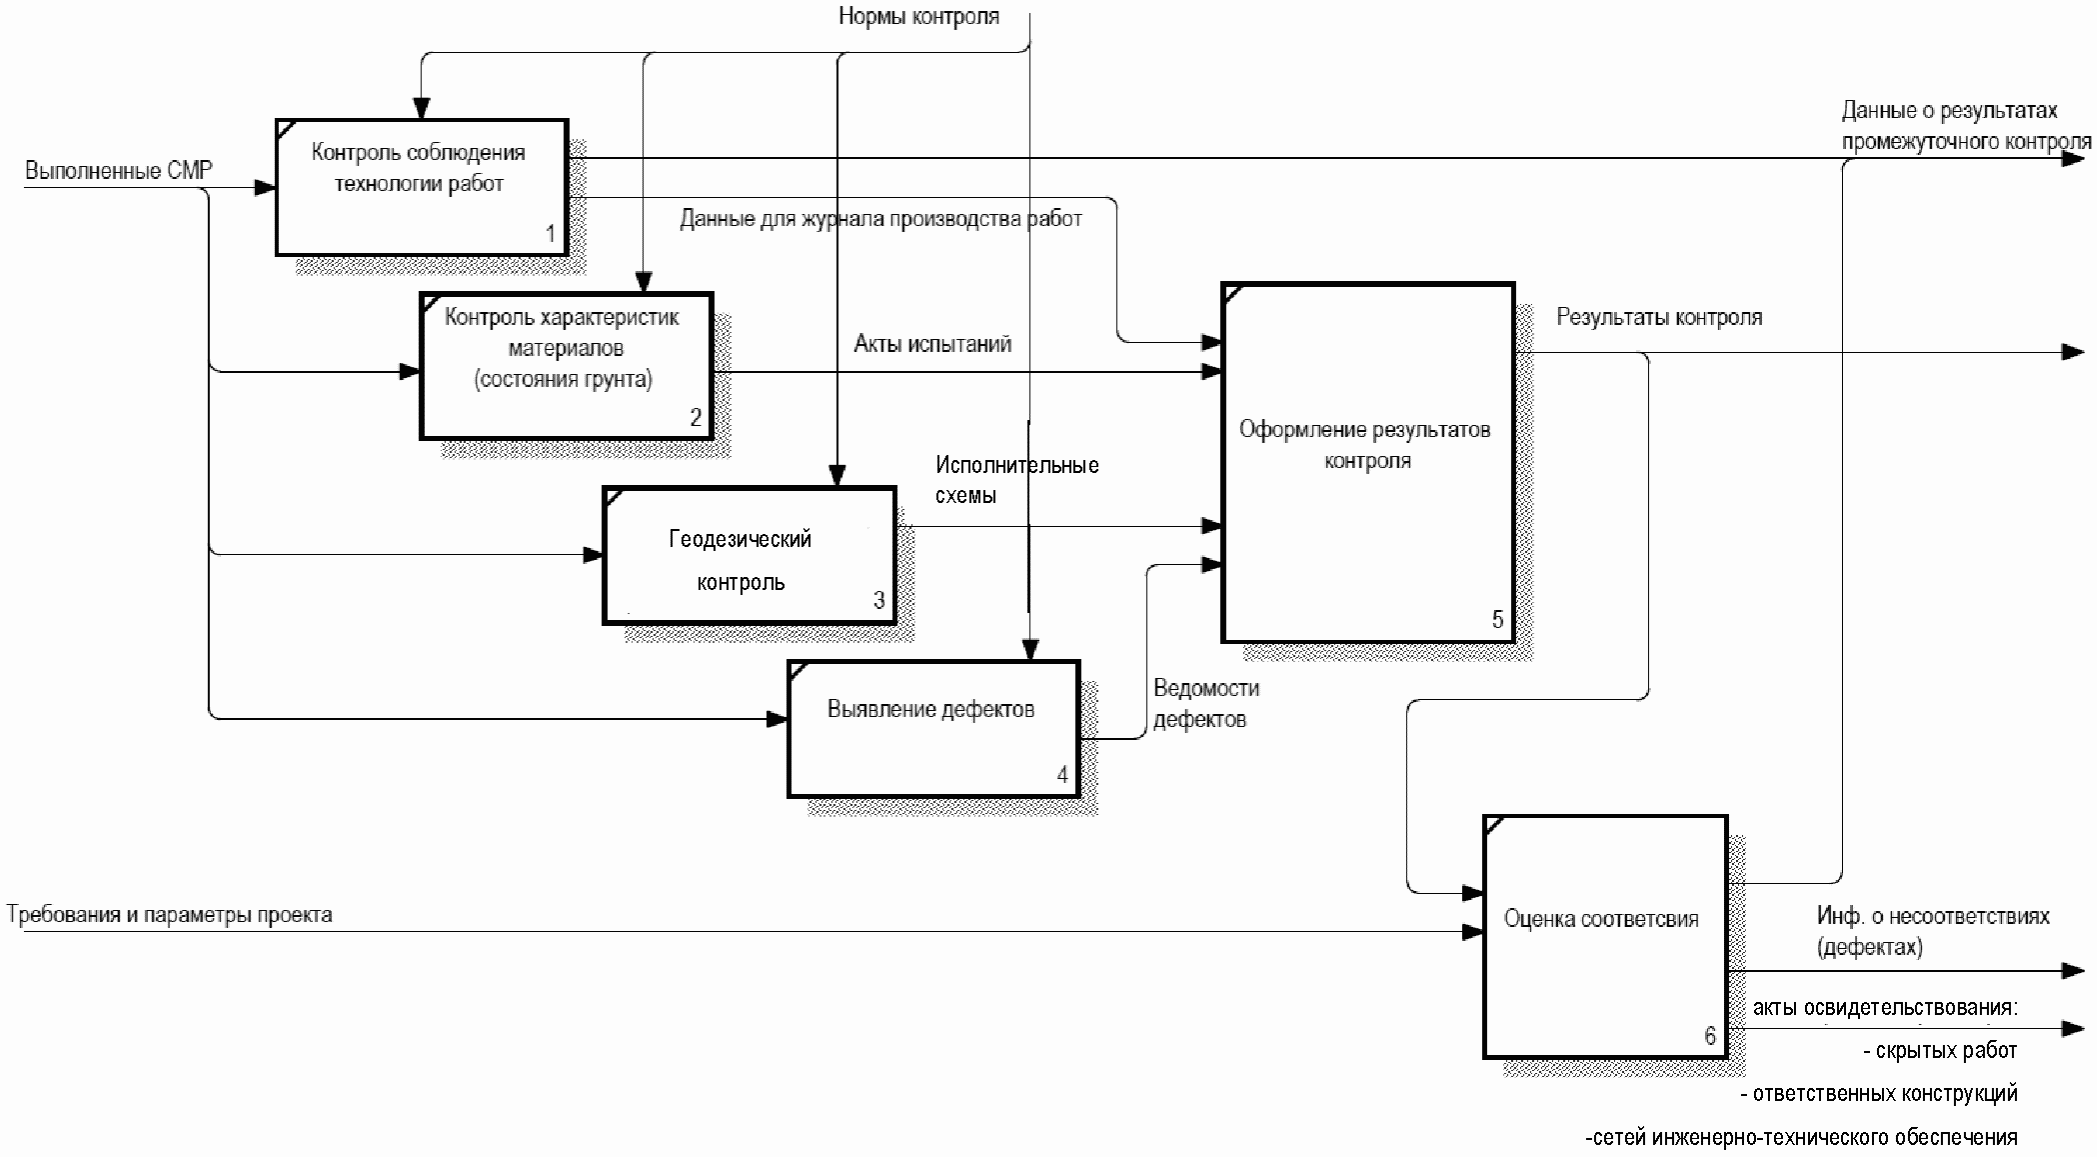 Нормы контроля
Данные о результатах
промежуточного контроля
Выполненные СМР
Контроль соблюдения
технологии работ
1
Данные для журнала производства работ
Контроль характеристик
материалов
(состояния грунта)
2
Акты испытаний
Результаты контроля
Оформление результатов
контроля
5
Исполнительные
схемы
Геодезический
контроль
3
Ведомости
дефектов
Выявление дефектов
4
Требования и параметры проекта
Оценка соответсвия
6
Инф. о несоответствиях
(дефектах)
акты освидетельствования:
- скрытых работ
- ответственных конструкций
-сетей инженерно-технического обеспечения